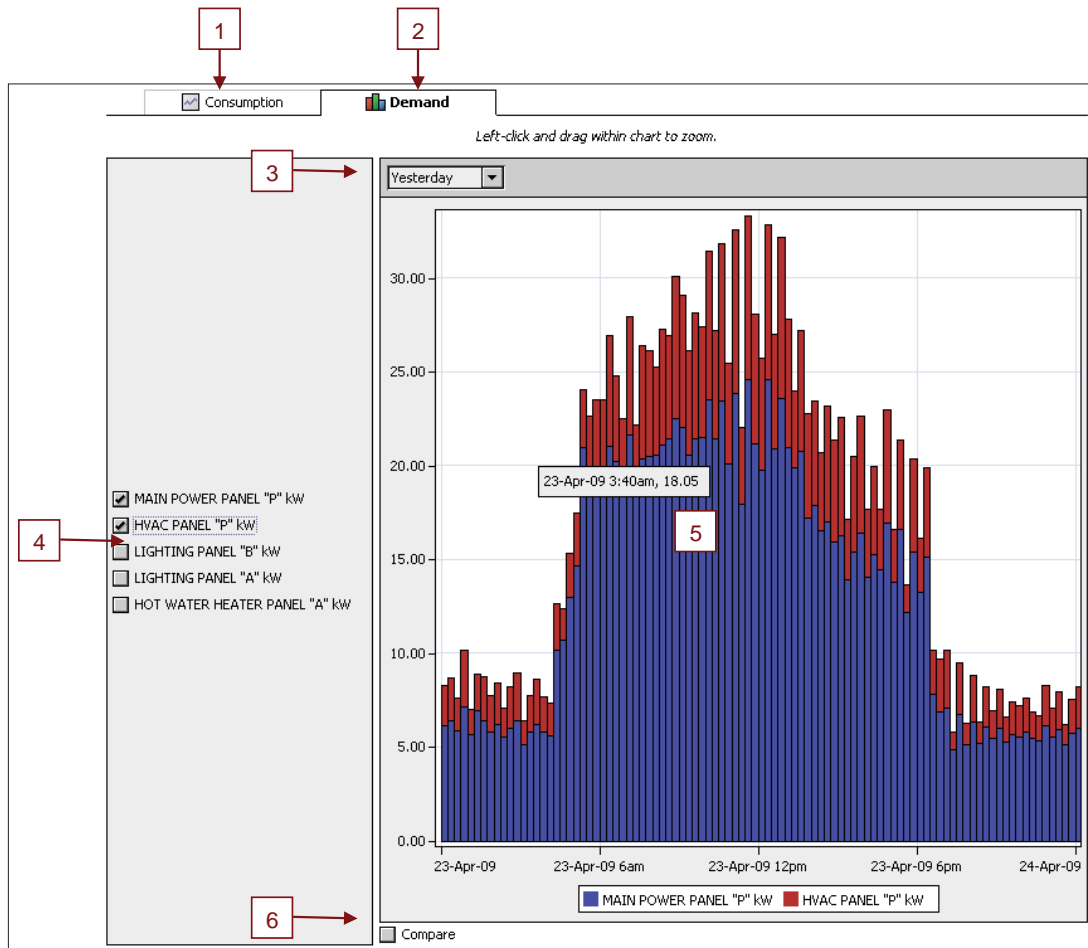 1
2
Consumption
Demand
Left-click and drag within chart to zoom.
3
Yesterday
30.00
25.00
20.00
15.00
10.00
5.00
0.00
23-Apr-09 3:40am, 18.05
5
4
MAIN POWER PANEL "P" kW
HVAC PANEL "P" kW
LIGHTING PANEL "B" kW
LIGHTING PANEL "A" kW
HOT WATER HEATER PANEL "A" kW
23-Apr-09 23-Apr-09 6am 23-Apr-09 12pm 23-Apr-09 6pm 24-Apr-09
MAIN POWER PANEL "P" kW HVAC PANEL "P" kW
6
Compare